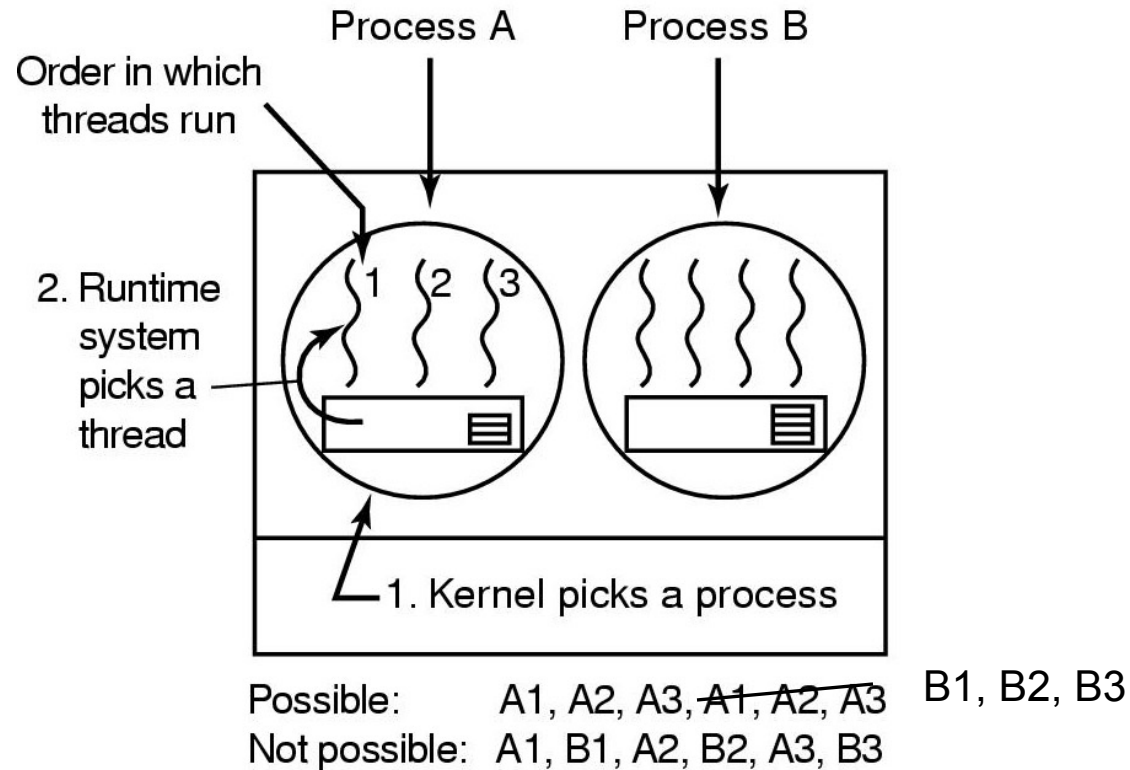 Process A
Process B
Order in which
threads run
1
2
3
2. Runtime
system
picks a
thread
1. Kernel picks a process
Possible: A1, A2, A3, A1, A2, A3 B1, B2, B3
Not possible: A1, B1, A2, B2, A3, B3